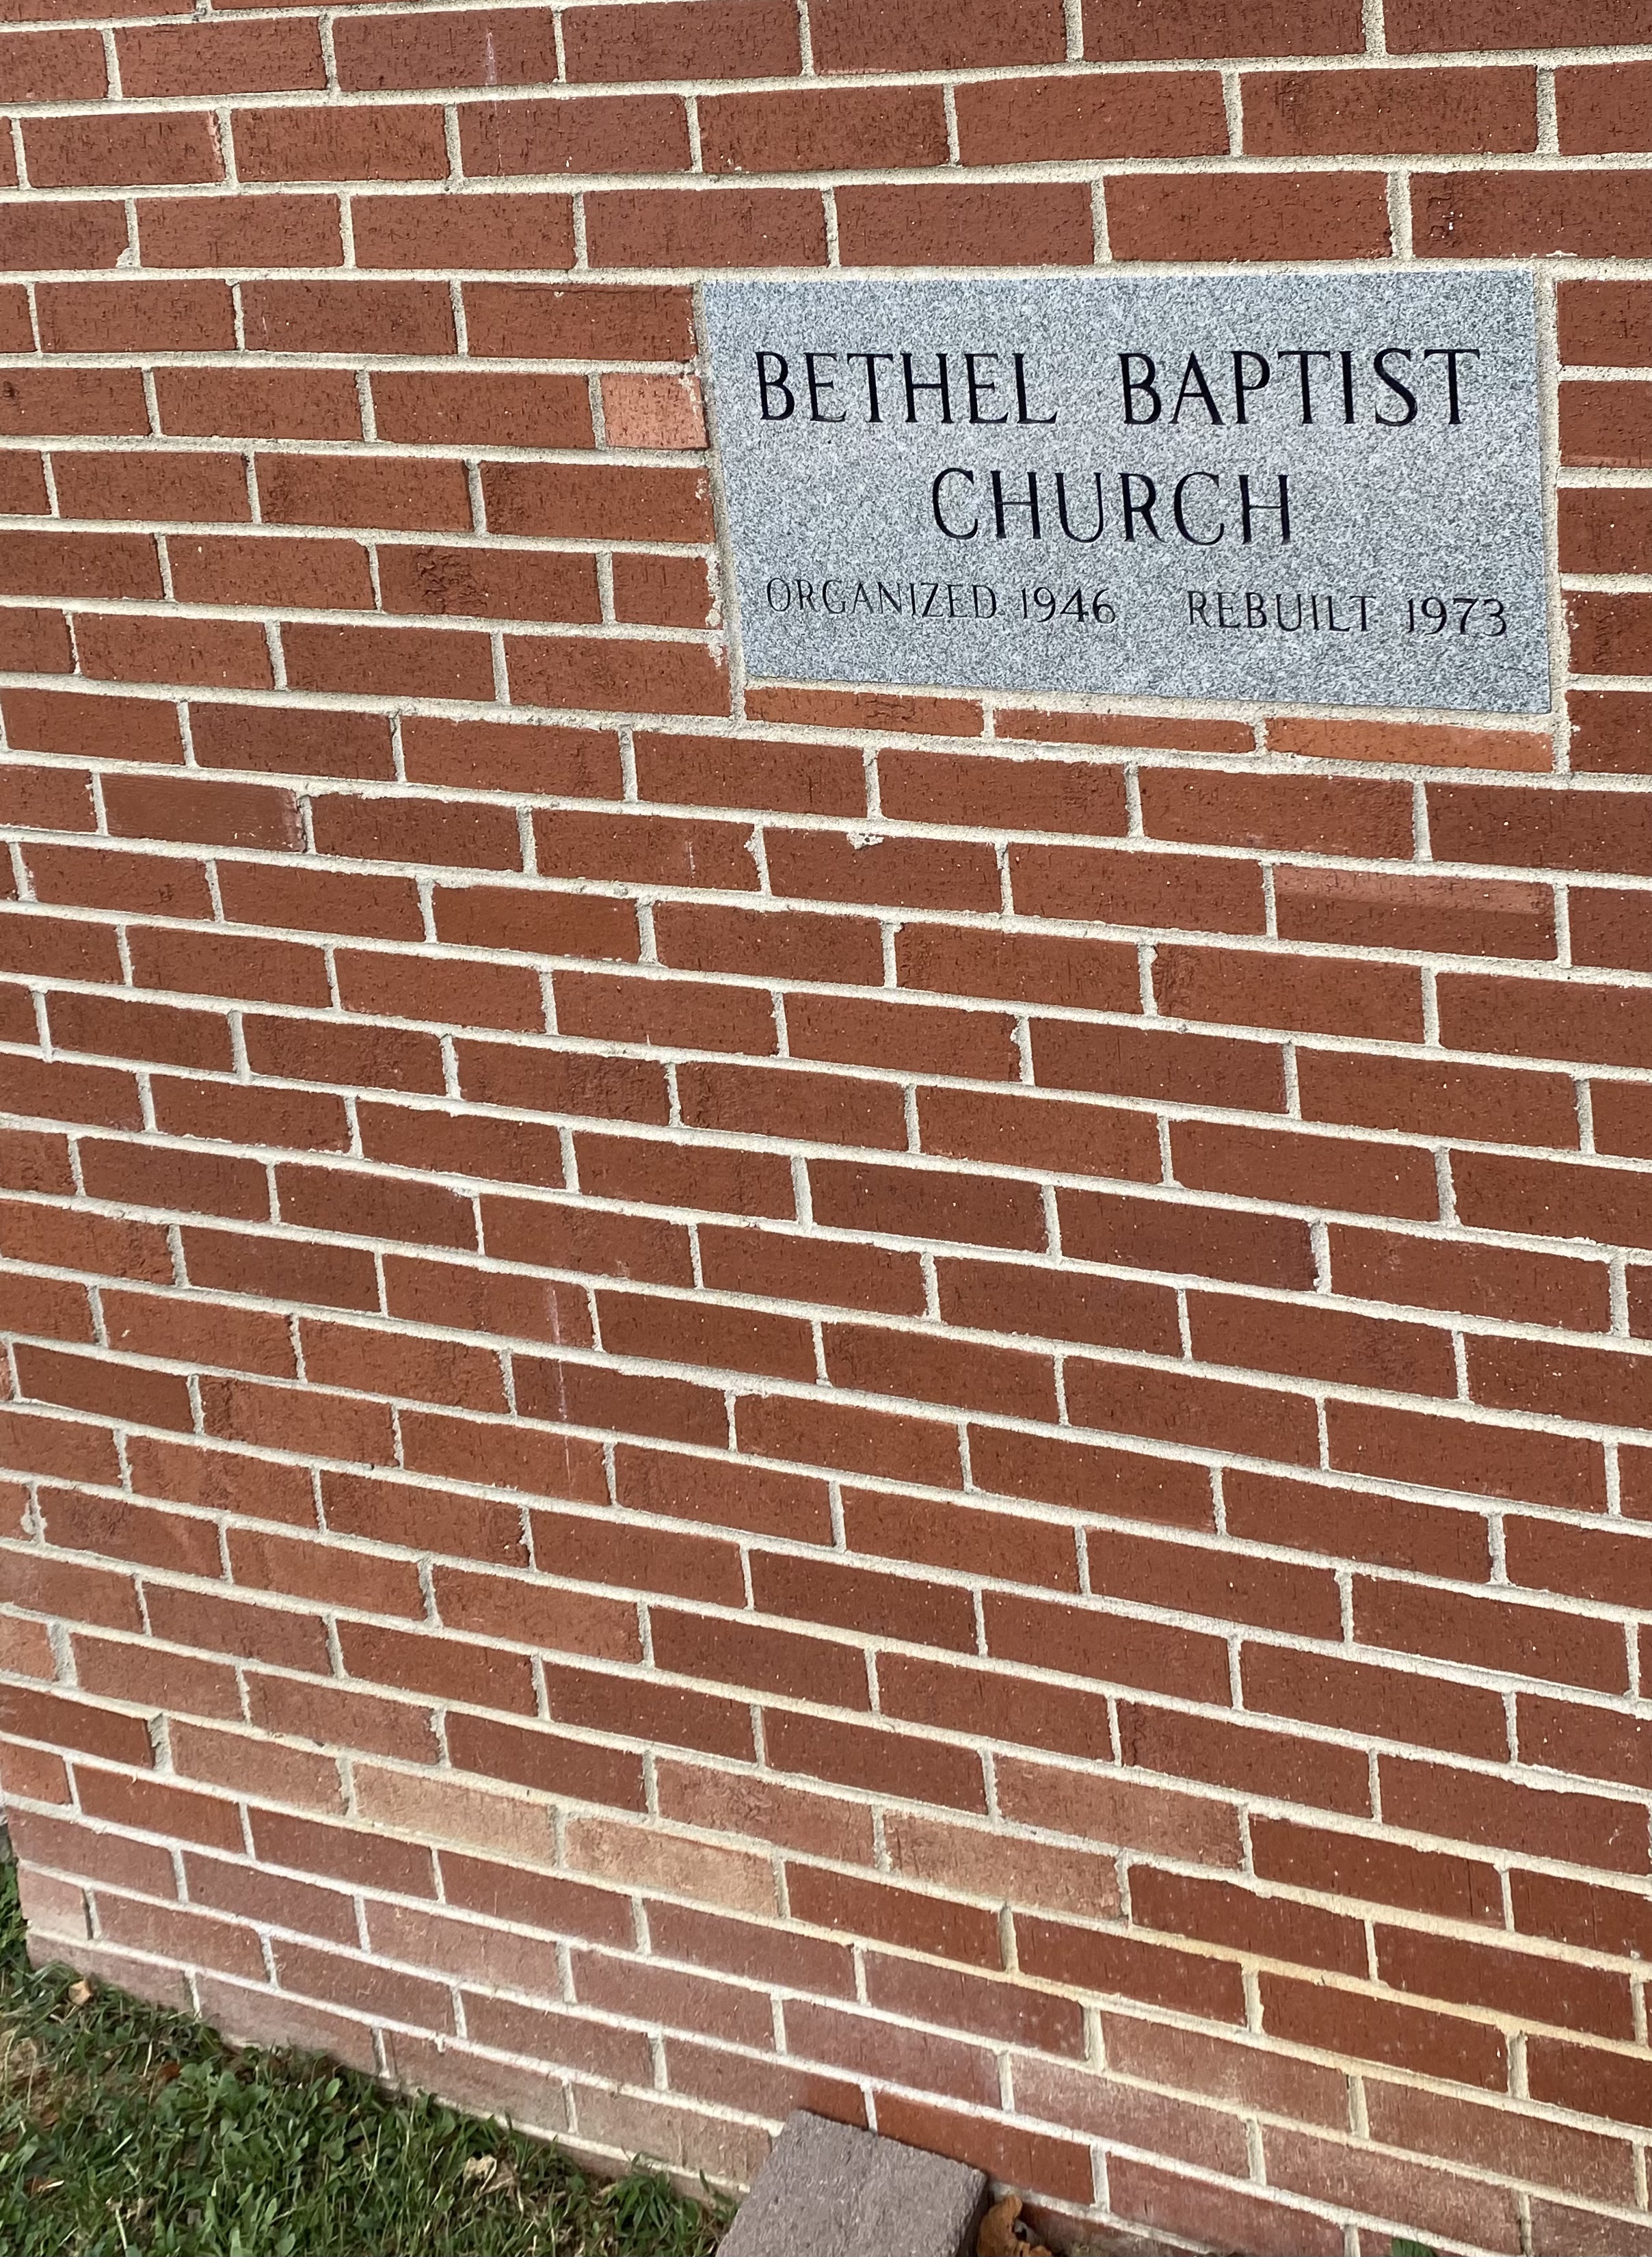 BETHEL BAPTIST
CHURCH
ORGANIZED 1946 REBUILT 1973